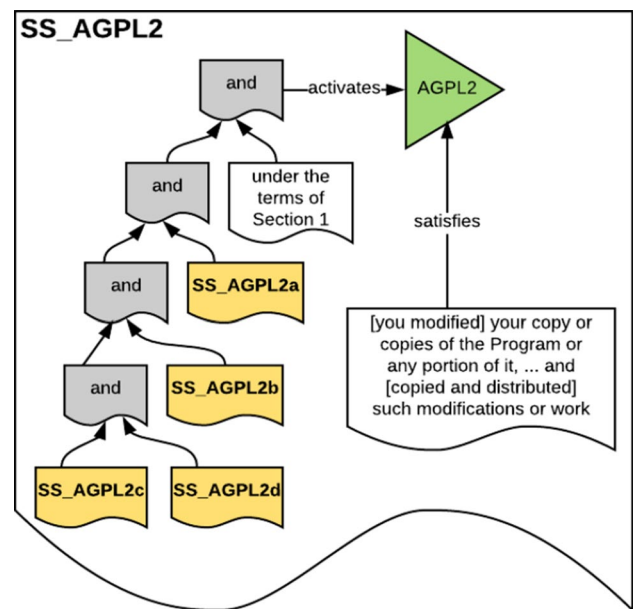 SS_AGPL2
and
activates
AGPL2
and
under the
terms of
Section 1
satisfies
and
SS_AGPL2a
[you modified] your copy or
copies of the Program or
any portion of it, ... and
[copied and distributed]
such modifications or work
and
SS_AGPL2b
SS_AGPL2c
SS_AGPL2d